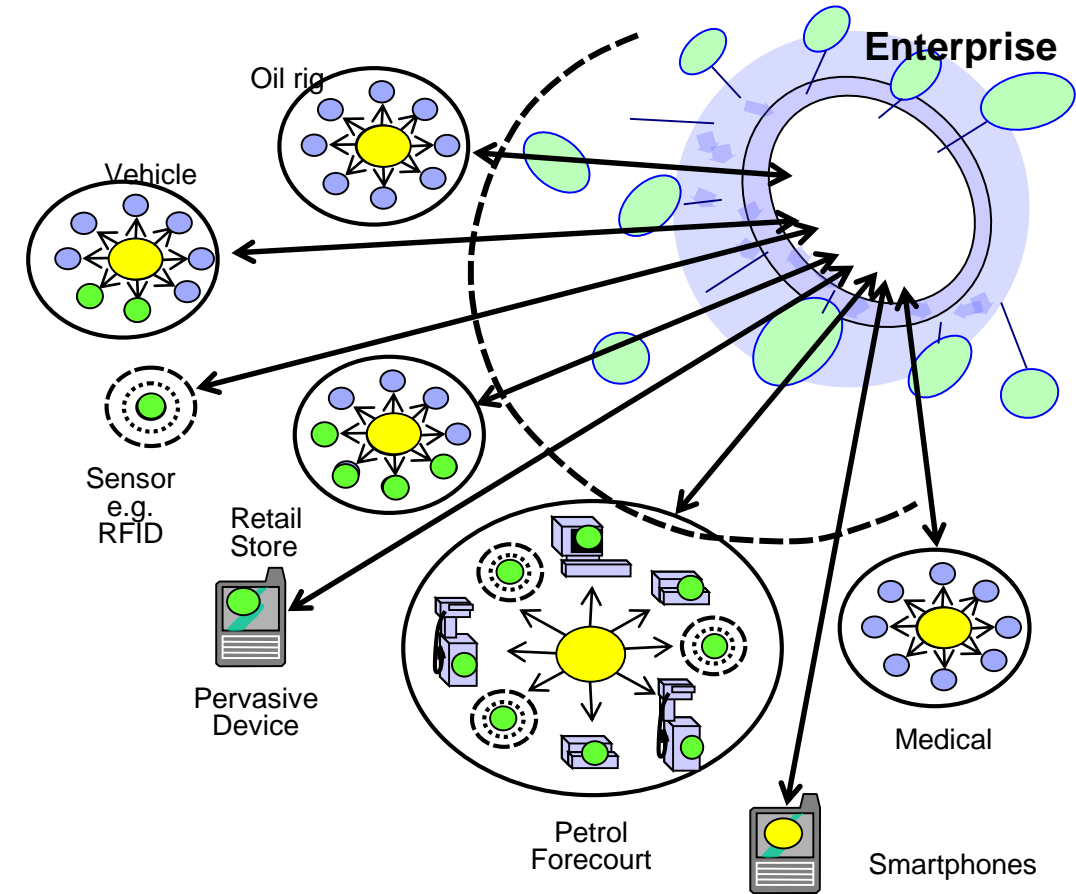 Enterprise
Oil rig
Vehicle
Sensor
e.g.
RFID
Retail
Store
Pervasive
Device
Petrol
Forecourt
Medical
Smartphones